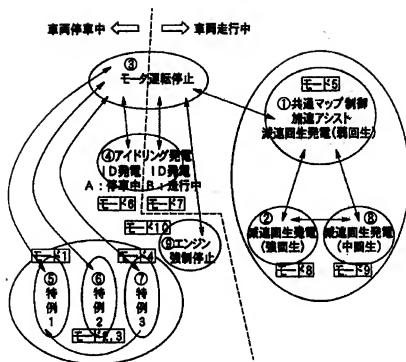 車両停車中 ⇦ ⇨ 車両走行中
③
モータ運転停止
モード5
①共通マップ制御
加速アシスト
減速回生発電(弱回生)
④アイドリング発電
ID発電 ID発電
A:停車中 B:走行中
モード6 モード7
モード10
⑨エンジン
強制停止
②
減速回生発電
(強回生)
モード8
⑧
減速回生発電
(中回生)
モード9
モード1
モード4
⑤
特
例
1
⑥
特
例
2
⑦
特
例
3
モード2,3